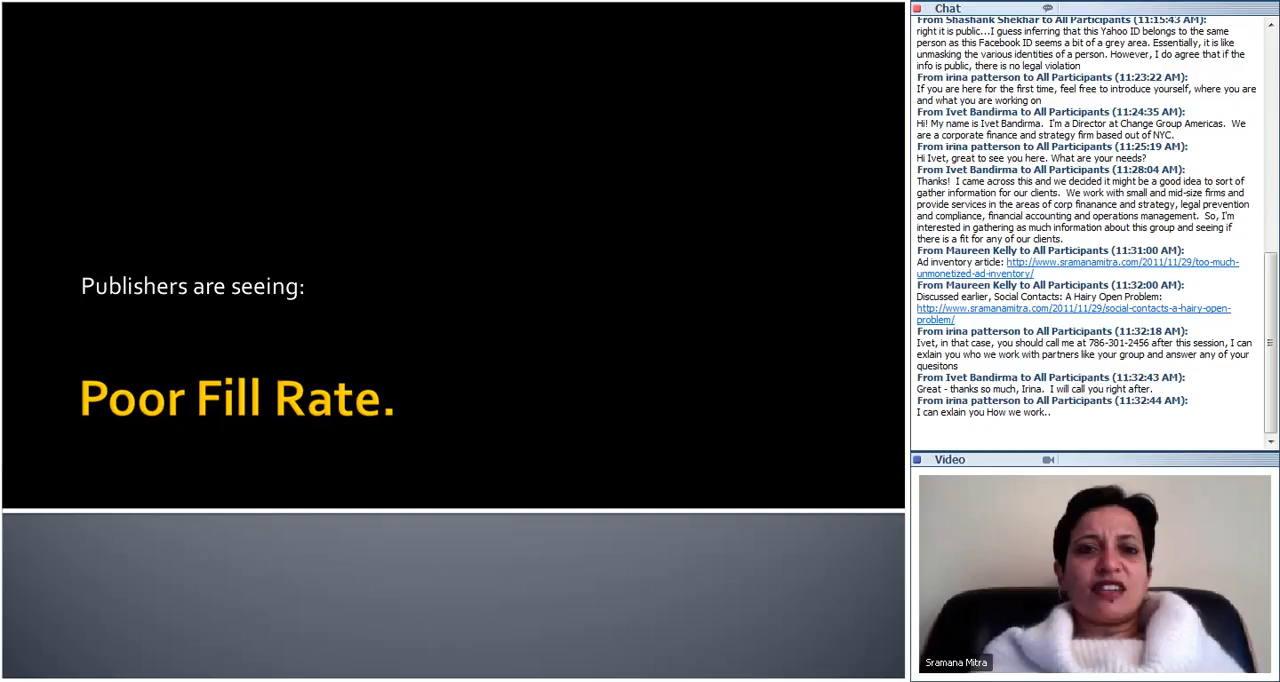 Publishers are seeing:
Poor Fill Rate.
Chat
From Shashank Shekhar to All Participants (11:15:43 AM):
right it is public...I guess inferring that this Yahoo ID belongs to the same
person as this Facebook ID seems a bit of a grey area. Essentially, it is like
unmasking the various identities of a person. However, I do agree that if the
info is public, there is no legal violation
From irina patterson to All Participants (11:23:22 AM):
If you are here for the first time, feel free to introduce yourself, where you are
and what you are working on
From Ivet Bandirma to All Participants (11:24:35 AM):
Hi! My name is Ivet Bandirma. I'm a Director at Change Group Americas. We
are a corporate finance and strategy firm based out of NYC.
From irina patterson to All Participants (11:25:19 AM):
Hi Ivet, great to see you here. What are your needs?
From Ivet Bandirma to All Participants (11:28:04 AM):
Thanks! I came across this and we decided it might be a good idea to sort of
gather information for our clients. We work with small and mid-size firms and
provide services in the areas of corp finanance and strategy, legal prevention
and compliance, financial accounting and operations management. So, I'm
interested in gathering as much information about this group and seeing if
there is a fit for any of our clients.
From Maureen Kelly to All Participants (11:31:00 AM):
Ad inventory article: http://www.sramanamitra.com/2011/11/29/too-much-
unmonetized-ad-inventory/
From Maureen Kelly to All Participants (11:32:00 AM):
Discussed earlier, Social Contacts: A Hairy Open Problem:
http://www.sramanamitra.com/2011/11/29/social-contacts-a-hairy-open-
problem/
From irina patterson to All Participants (11:32:18 AM):
Ivet, in that case, you should call me at 786-301-2456 after this session, I can
exlain you who we work with partners like your group and answer any of your
quesitons
From Ivet Bandirma to All Participants (11:32:43 AM):
Great - thanks so much, Irina. I will call you right after.
From irina patterson to All Participants (11:32:44 AM):
I can exlain you How we work..
Video
Sramana Mitra